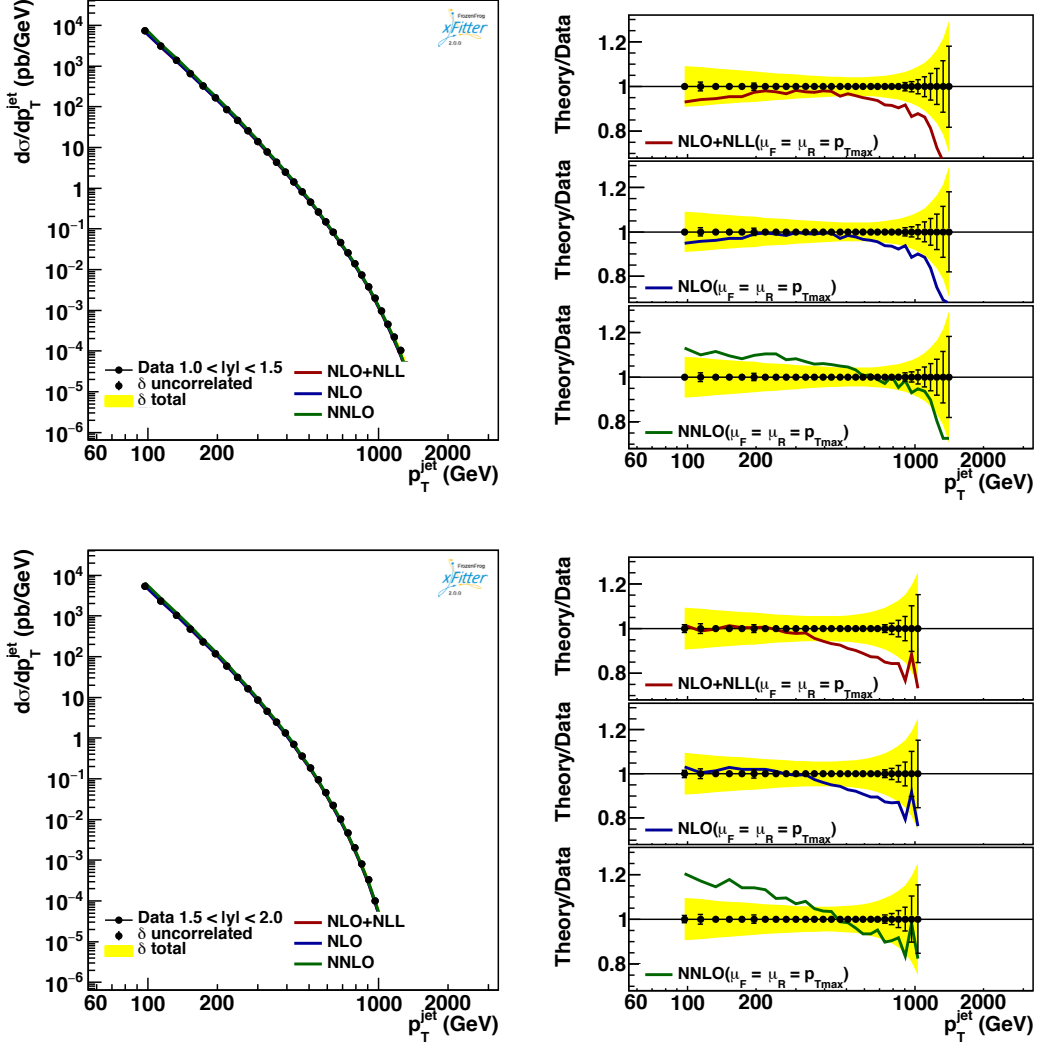 dσ/dp_T^jet (pb/GeV)
10^4
10^3
10^2
10
1
10^−1
10^−2
10^−3
10^−4
10^−5
10^−6
FrozenFrog
xFitter
2.0.0
Data 1.0 < |y| < 1.5
δ uncorrelated
δ total
NLO+NLL
NLO
NNLO
60 100 200 1000 2000
p_T^jet (GeV)
Theory/Data
1.2
1
0.8
NLO+NLL(μ_F = μ_R = p_Tmax)
Theory/Data
1.2
1
0.8
NLO(μ_F = μ_R = p_Tmax)
Theory/Data
1.2
1
0.8
NNLO(μ_F = μ_R = p_Tmax)
60 100 200 1000 2000
p_T^jet (GeV)
dσ/dp_T^jet (pb/GeV)
10^4
10^3
10^2
10
1
10^−1
10^−2
10^−3
10^−4
10^−5
10^−6
FrozenFrog
xFitter
2.0.0
Data 1.5 < |y| < 2.0
δ uncorrelated
δ total
NLO+NLL
NLO
NNLO
60 100 200 1000 2000
p_T^jet (GeV)
Theory/Data
1.2
1
0.8
NLO+NLL(μ_F = μ_R = p_Tmax)
Theory/Data
1.2
1
0.8
NLO(μ_F = μ_R = p_Tmax)
Theory/Data
1.2
1
0.8
NNLO(μ_F = μ_R = p_Tmax)
60 100 200 1000 2000
p_T^jet (GeV)